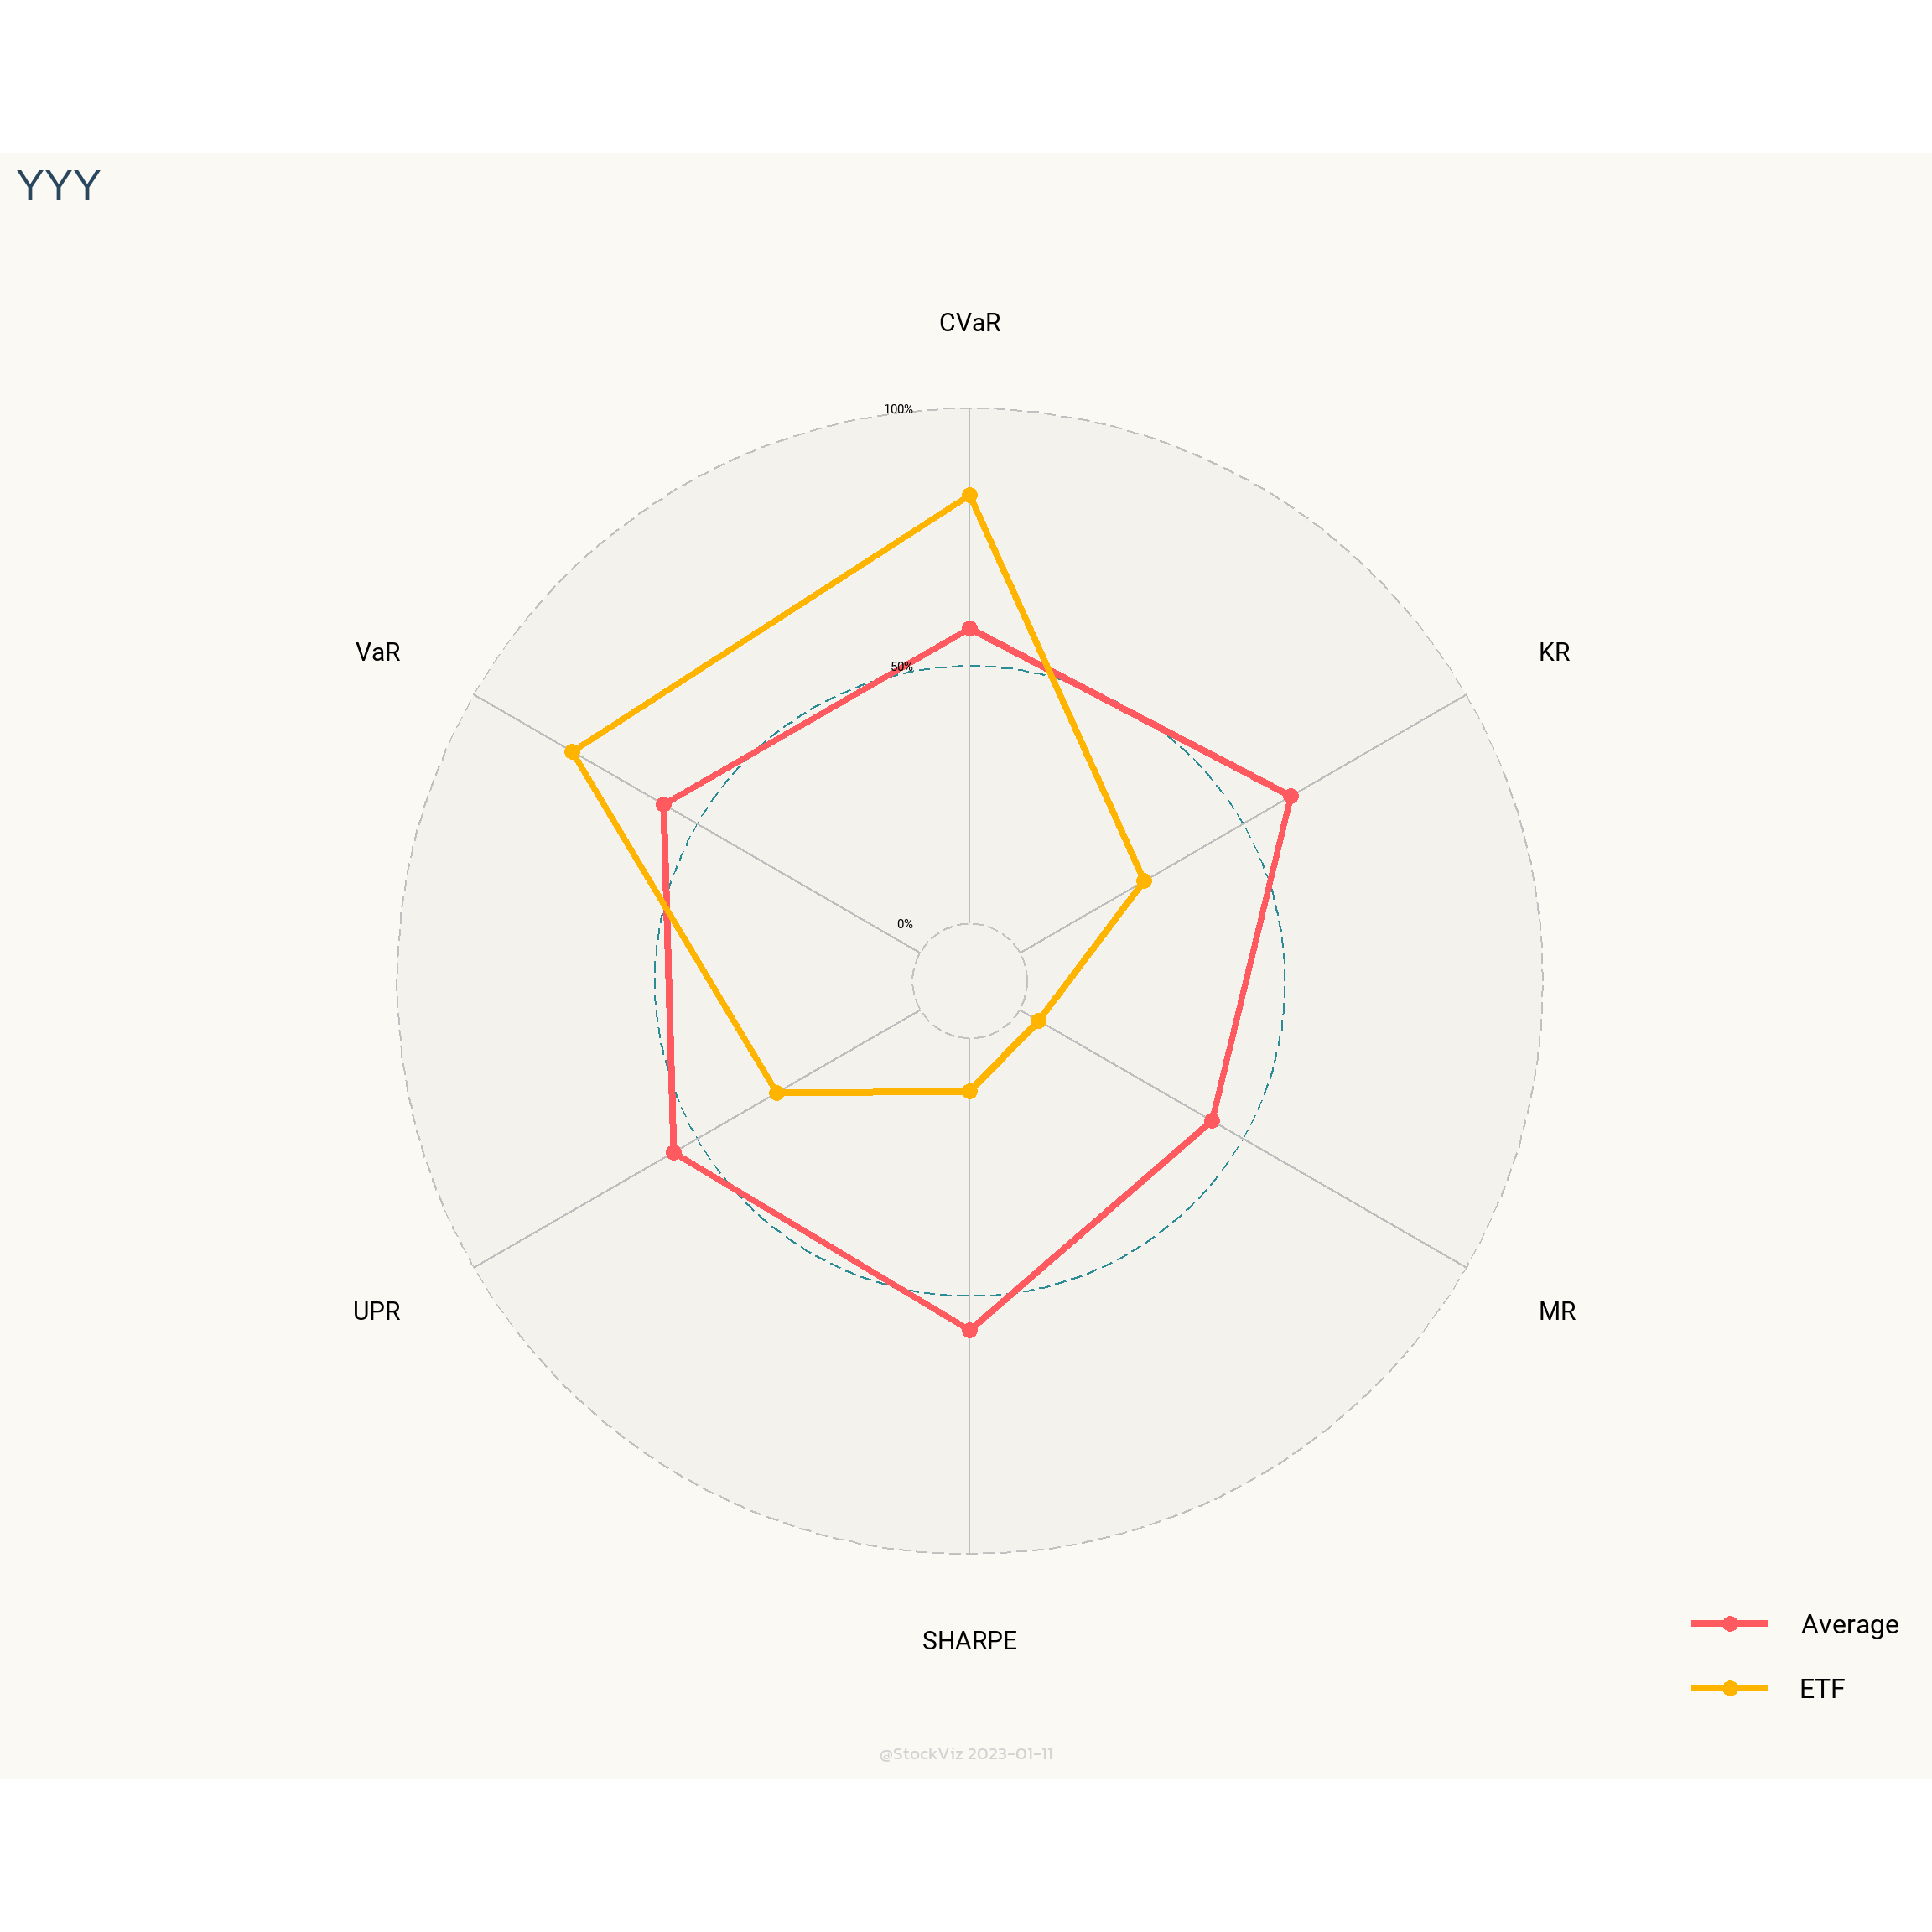 YYY
CVaR
100%
KR
VaR
50%
0%
UPR
MR
SHARPE
Average
ETF
@StockViz 2023-01-11